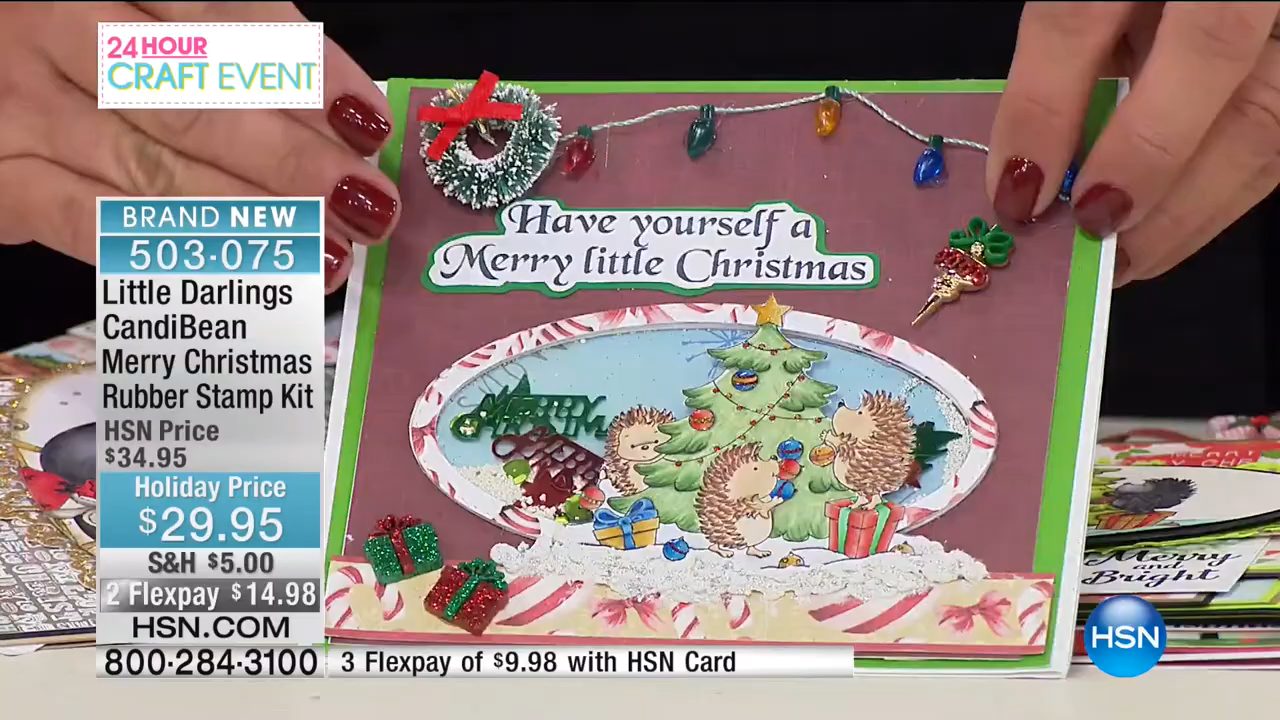 24 HOUR
CRAFT EVENT
BRAND NEW
503-075
Little Darlings
CandiBean
Merry Christmas
Rubber Stamp Kit
HSN Price
$34.95
Holiday Price
$29.95
S&H $5.00
2 Flexpay $14.98
HSN.COM
800-284-3100
3 Flexpay of $9.98 with HSN Card
Have yourself a
Merry little Christmas
MERRY
Merry
and
Bright
HSN